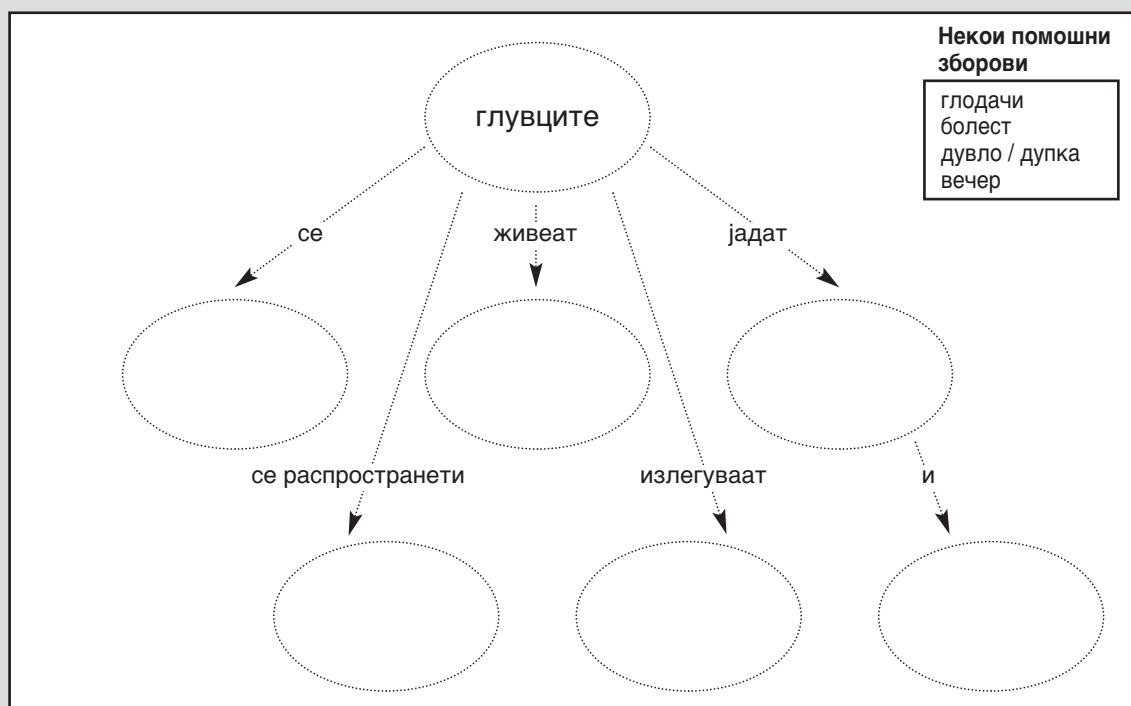 Некои помошни
зборови
глодачи
болест
дувло / дупка
вечер
глувците
се
живеат
јадат
се распространети
излегуваат
и